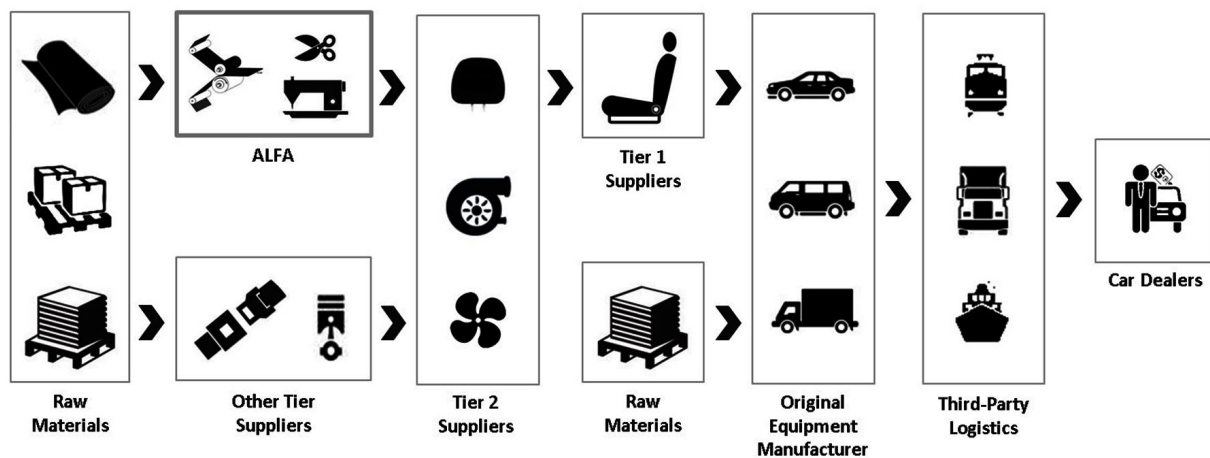 ALFA
Tier 1
Suppliers
Car Dealers
Raw
Materials
Other Tier
Suppliers
Tier 2
Suppliers
Raw
Materials
Original
Equipment
Manufacturer
Third-Party
Logistics